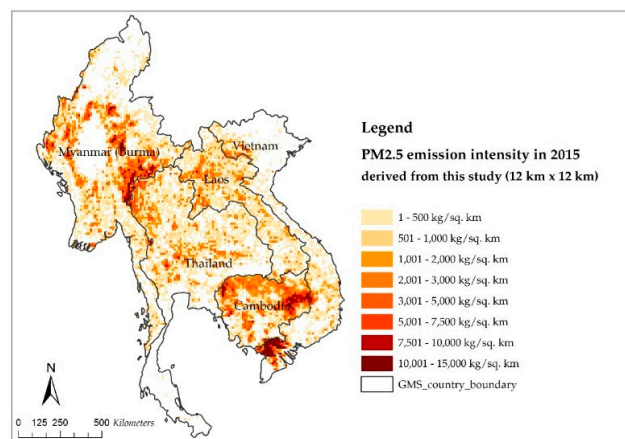 Myanmar (Burma)
Vietnam
Laos
Thailand
Cambodia
N
0 125 250 500 Kilometers
Legend
PM2.5 emission intensity in 2015
derived from this study (12 km x 12 km)
1 - 500 kg/sq. km
501 - 1,000 kg/sq. km
1,001 - 2,000 kg/sq. km
2,001 - 3,000 kg/sq. km
3,001 - 5,000 kg/sq. km
5,001 - 7,500 kg/sq. km
7,501 - 10,000 kg/sq. km
10,001 - 15,000 kg/sq. km
GMS_country_boundary